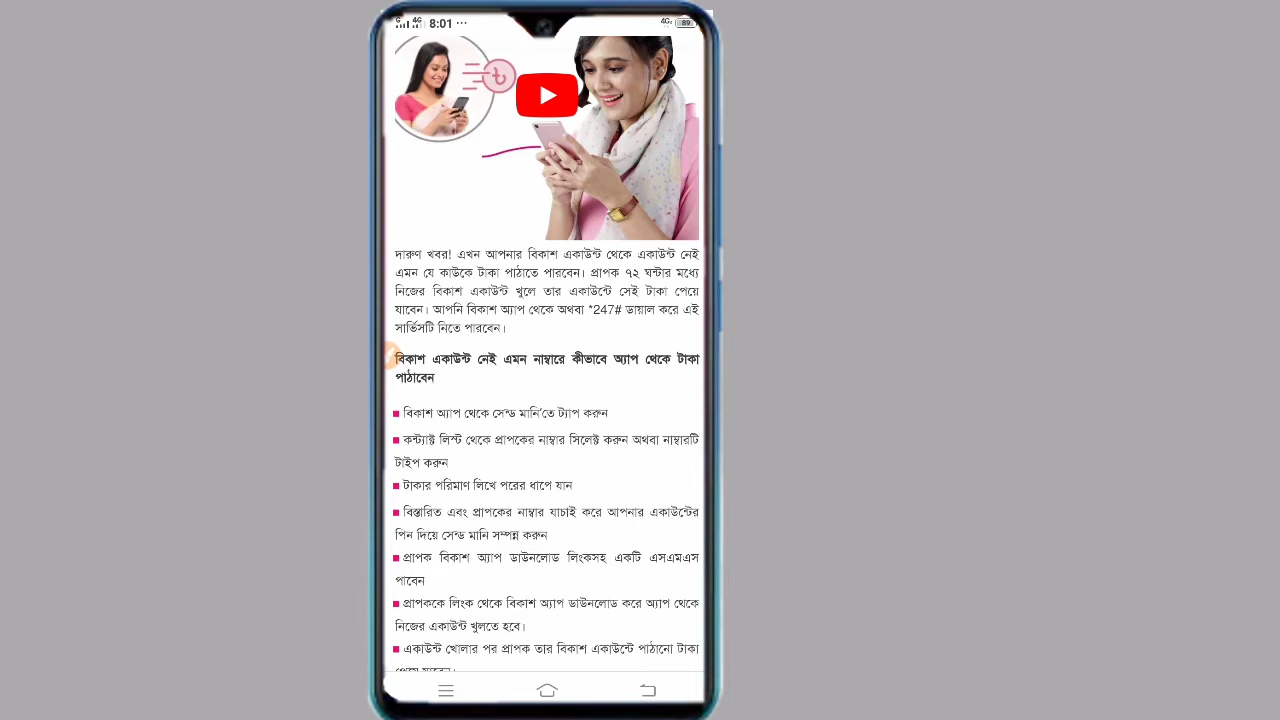 4G 8:01 ...
4G 89
৳
দারুণ খবর! এখন আপনার বিকাশ একাউন্ট থেকে একাউন্ট নেই
এমন যে কাউকে টাকা পাঠাতে পারবেন। প্রাপক ৭২ ঘন্টার মধ্যে
নিজের বিকাশ একাউন্ট খুলে তার একাউন্টে সেই টাকা পেয়ে
যাবেন। আপনি বিকাশ অ্যাপ থেকে অথবা *247# ডায়াল করে এই
সার্ভিসটি নিতে পারবেন।
বিকাশ একাউন্ট নেই এমন নাম্বারে কীভাবে অ্যাপ থেকে টাকা
পাঠাবেন
বিকাশ অ্যাপ থেকে সেন্ড মানি'তে ট্যাপ করুন
কন্ট্যাক্ট লিস্ট থেকে প্রাপকের নাম্বার সিলেক্ট করুন অথবা নাম্বারটি
টাইপ করুন
টাকার পরিমাণ লিখে পরের ধাপে যান
বিস্তারিত এবং প্রাপকের নাম্বার যাচাই করে আপনার একাউন্টের
পিন দিয়ে সেন্ড মানি সম্পন্ন করুন
প্রাপক বিকাশ অ্যাপ ডাউনলোড লিংকসহ একটি এসএমএস
পাবেন
প্রাপককে লিংক থেকে বিকাশ অ্যাপ ডাউনলোড করে অ্যাপ থেকে
নিজের একাউন্ট খুলতে হবে।
একাউন্ট খোলার পর প্রাপক তার বিকাশ একাউন্টে পাঠানো টাকা